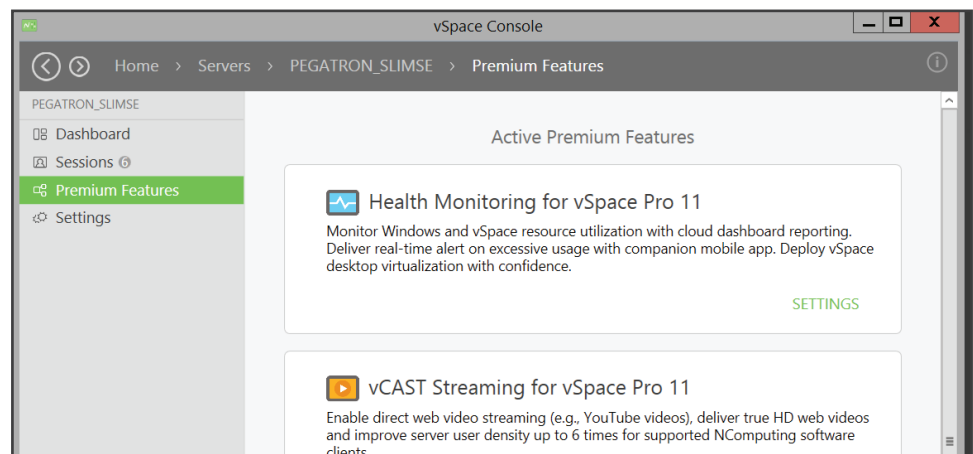 vSpace Console
Home > Servers > PEGATRON_SLIMSE > Premium Features
PEGATRON_SLIMSE
Dashboard
Sessions 6
Premium Features
Settings
Active Premium Features
Health Monitoring for vSpace Pro 11
Monitor Windows and vSpace resource utilization with cloud dashboard reporting.
Deliver real-time alert on excessive usage with companion mobile app. Deploy vSpace
desktop virtualization with confidence.
SETTINGS
vCAST Streaming for vSpace Pro 11
Enable direct web video streaming (e.g., YouTube videos), deliver true HD web videos
and improve server user density up to 6 times for supported NComputing software
clients